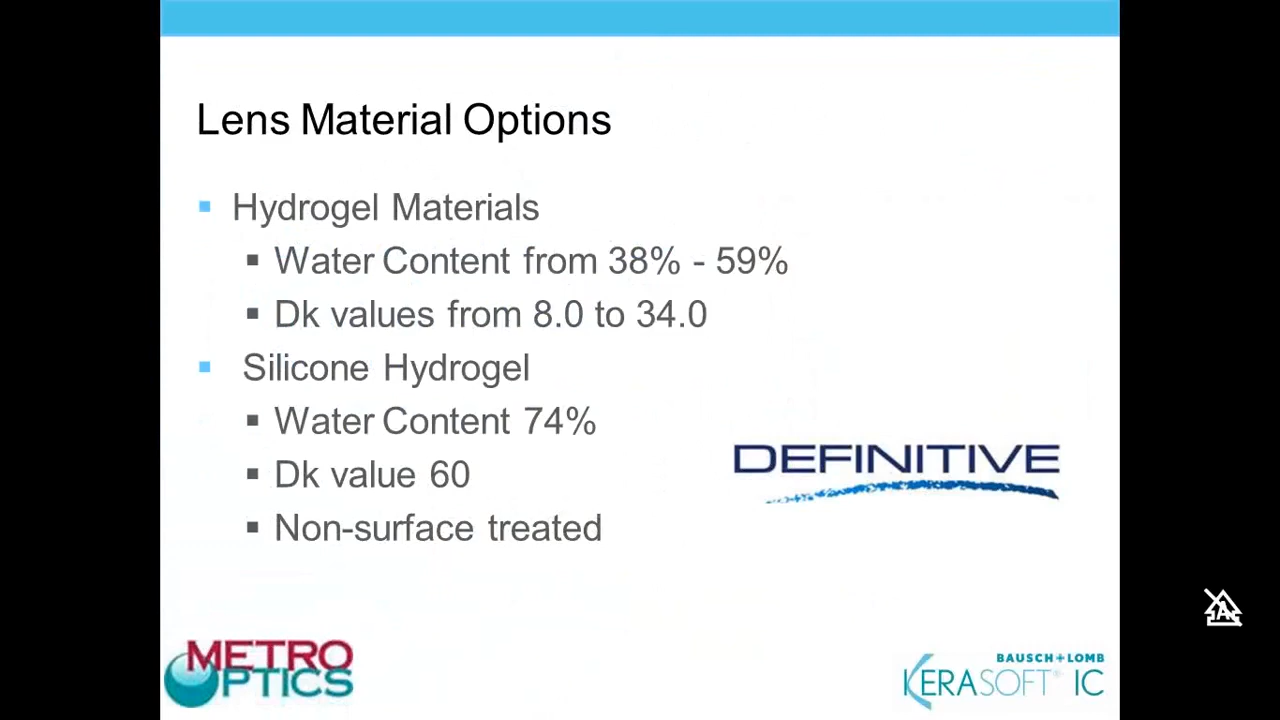 Lens Material Options
Hydrogel Materials
Water Content from 38% - 59%
Dk values from 8.0 to 34.0
Silicone Hydrogel
Water Content 74%
Dk value 60
Non-surface treated
DEFINITIVE
METRO
OPTICS
BAUSCH + LOMB
KERASOFT® IC
A